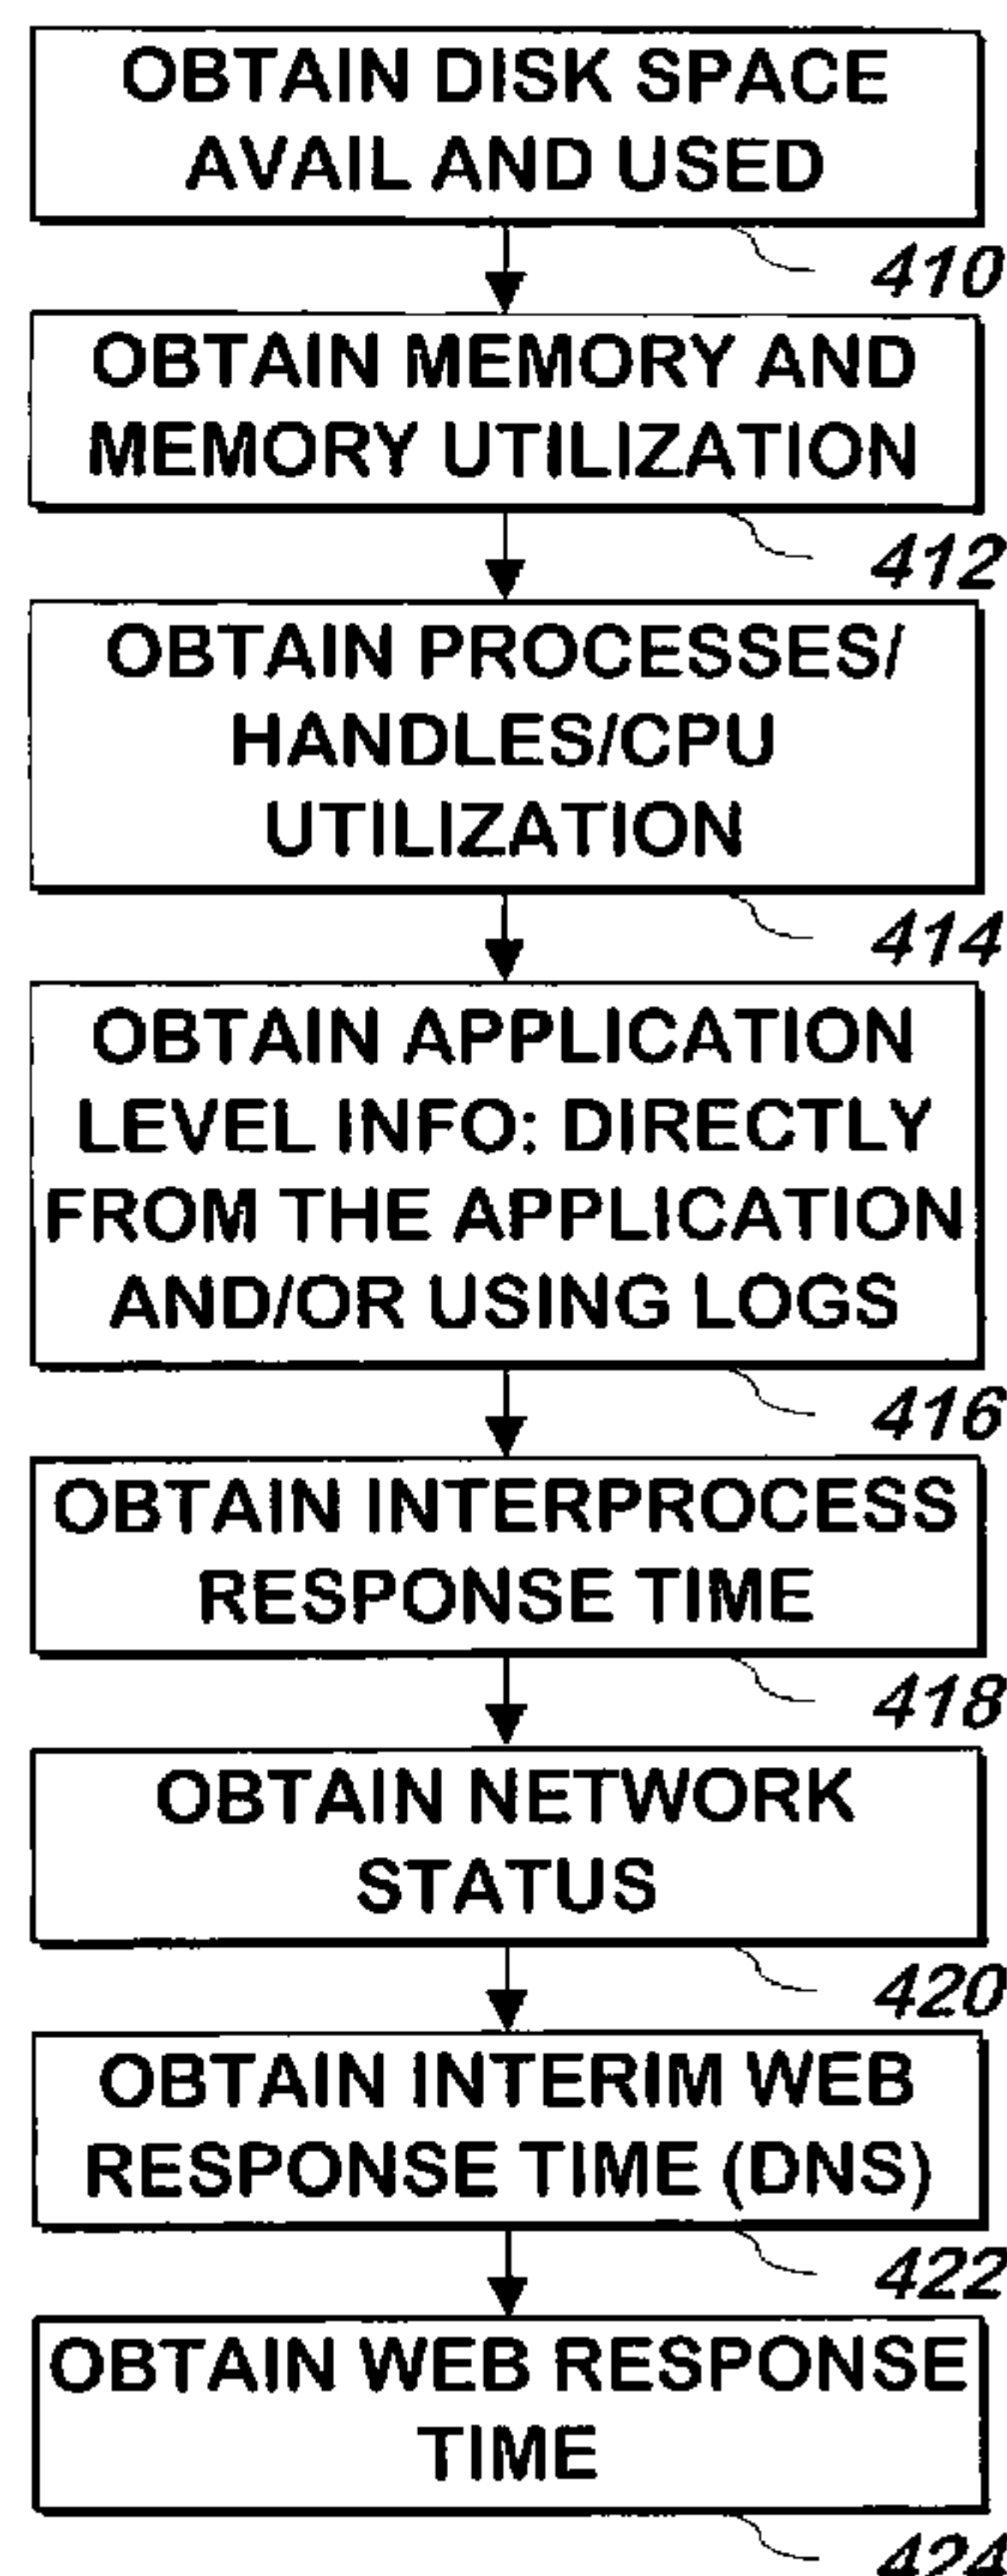 OBTAIN DISK SPACE
AVAIL AND USED
410
OBTAIN MEMORY AND
MEMORY UTILIZATION
412
OBTAIN PROCESSES/
HANDLES/CPU
UTILIZATION
414
OBTAIN APPLICATION
LEVEL INFO: DIRECTLY
FROM THE APPLICATION
AND/OR USING LOGS
416
OBTAIN INTERPROCESS
RESPONSE TIME
418
OBTAIN NETWORK
STATUS
420
OBTAIN INTERIM WEB
RESPONSE TIME (DNS)
422
OBTAIN WEB RESPONSE
TIME
424